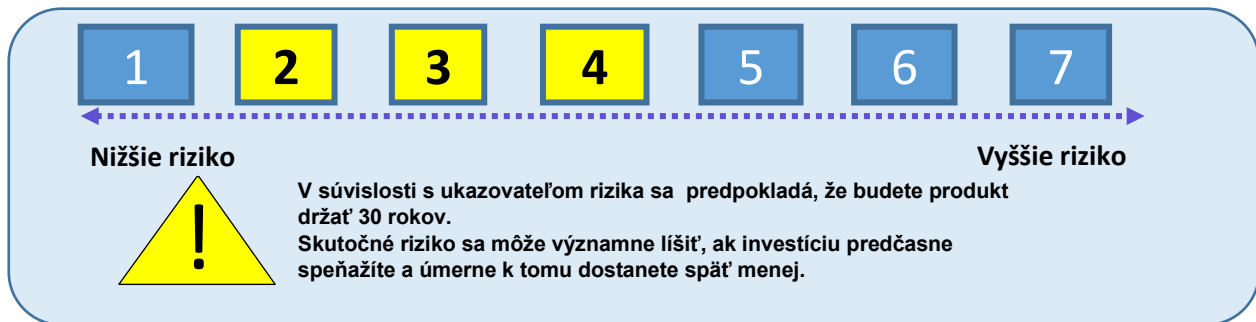 1 2 3 4 5 6 7
Nižšie riziko
Vyššie riziko
!
V súvislosti s ukazovateľom rizika sa predpokladá, že budete produkt
držať 30 rokov.
Skutočné riziko sa môže významne líšiť, ak investíciu predčasne
speňažíte a úmerne k tomu dostanete späť menej.